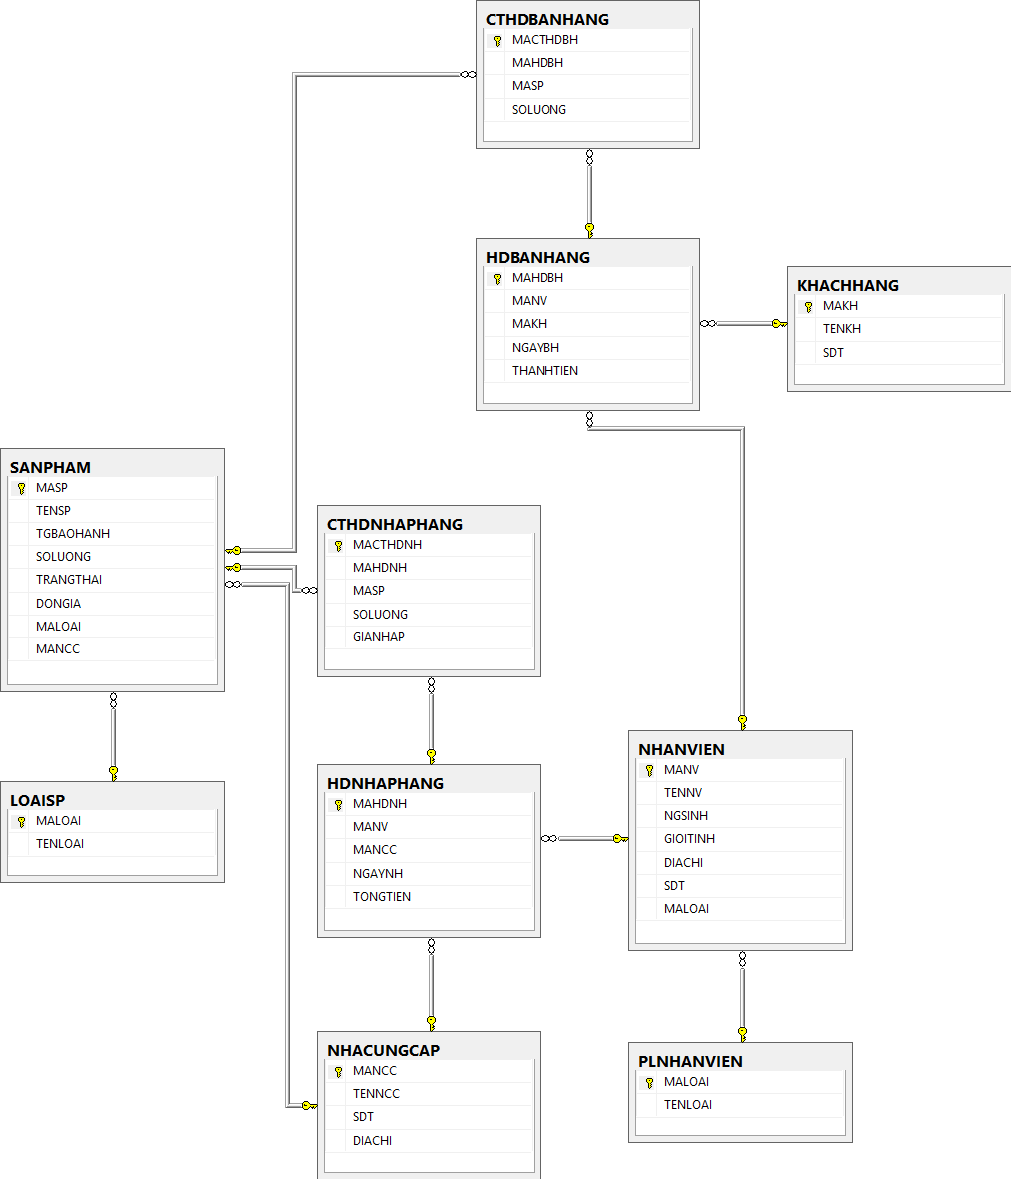 CTHDBANHANG
MACTHDBH
MAHDBH
MASP
SOLUONG
HDBANHANG
MAHDBH
MANV
MAKH
NGAYBH
THANHTIEN
KHACHHANG
MAKH
TENKH
SDT
SANPHAM
MASP
TENSP
TGBAOHANH
SOLUONG
TRANGTHAI
DONGIA
MALOAI
MANCC
CTHDNHAPHANG
MACTHDNH
MAHDNH
MASP
SOLUONG
GIANHAP
LOAISP
MALOAI
TENLOAI
HDNHAPHANG
MAHDNH
MANV
MANCC
NGAYNH
TONGTIEN
NHANVIEN
MANV
TENNV
NGSINH
GIOITINH
DIACHI
SDT
MALOAI
NHACUNGCAP
MANCC
TENNCC
SDT
DIACHI
PLNHANVIEN
MALOAI
TENLOAI